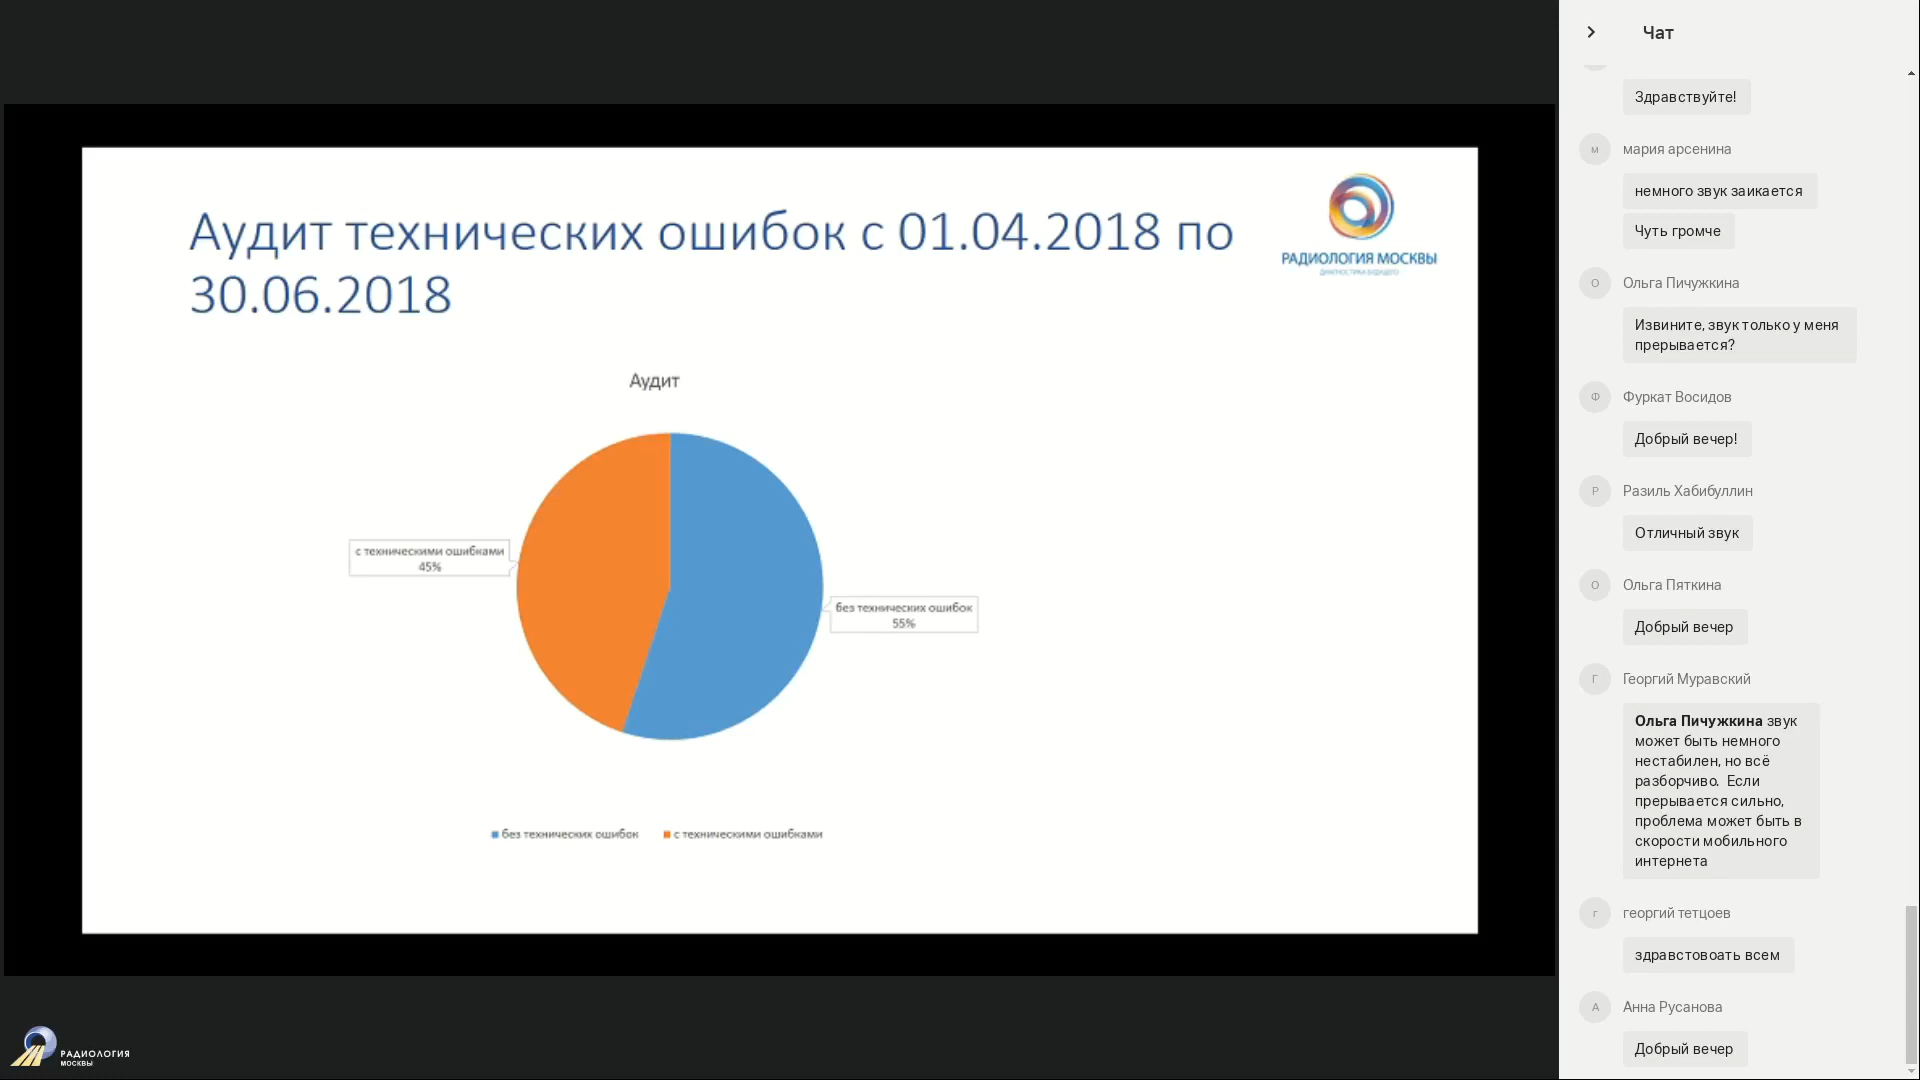 Аудит технических ошибок с 01.04.2018 по
30.06.2018
РАДИОЛОГИЯ МОСКВЫ
ДИАГНОСТИКА БУДУЩЕГО
Аудит
с техническими ошибками
45%
без технических ошибок
55%
без технических ошибок
с техническими ошибками
РАДИОЛОГИЯ
МОСКВЫ
Чат
Здравствуйте!
м
мария арсенина
немного звук заикается
Чуть громче
О
Ольга Пичужкина
Извините, звук только у меня
прерывается?
Ф
Фуркат Восидов
Добрый вечер!
Р
Разиль Хабибуллин
Отличный звук
О
Ольга Пяткина
Добрый вечер
Г
Георгий Муравский
Ольга Пичужкина звук
может быть немного
нестабилен, но всё
разборчиво. Если
прерывается сильно,
проблема может быть в
скорости мобильного
интернета
г
георгий тетцоев
здравстовоать всем
А
Анна Русанова
Добрый вечер